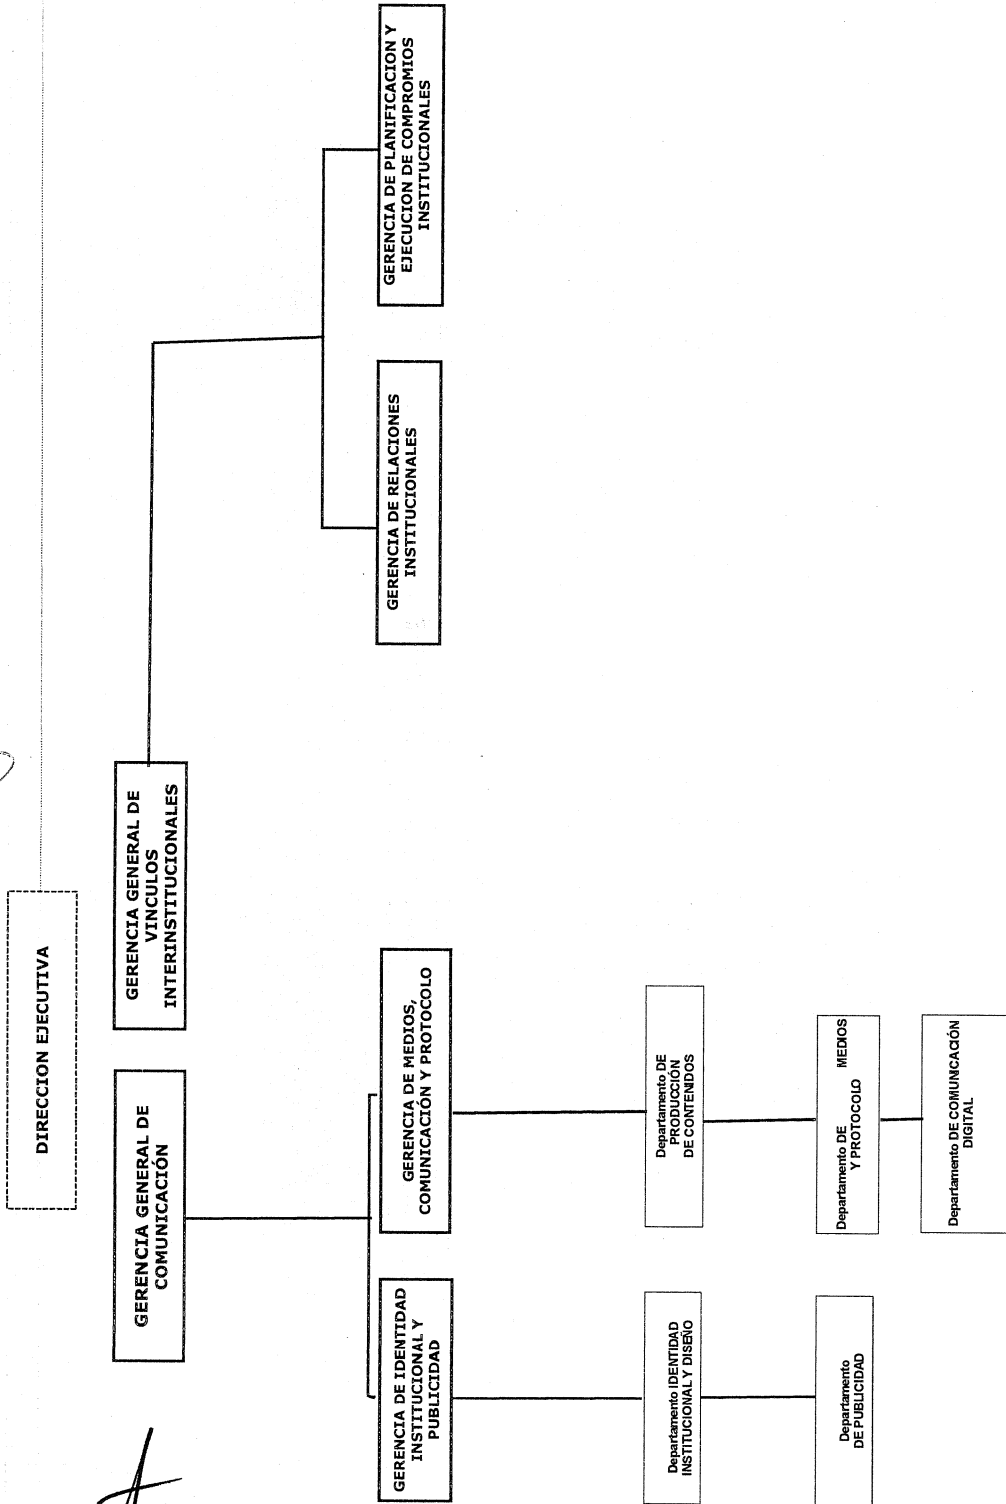 DIRECCION EJECUTIVA
GERENCIA GENERAL DE
COMUNICACIÓN
GERENCIA GENERAL DE
VINCULOS
INTERINSTITUCIONALES
GERENCIA DE IDENTIDAD
INSTITUCIONAL Y
PUBLICIDAD
GERENCIA DE MEDIOS,
COMUNICACIÓN Y PROTOCOLO
GERENCIA DE RELACIONES
INSTITUCIONALES
GERENCIA DE PLANIFICACION Y
EJECUCION DE COMPROMIOS
INSTITUCIONALES
Departamento IDENTIDAD
INSTITUCIONAL Y DISEÑO
Departamento DE
PRODUCCIÓN
DE CONTENIDOS
Departamento
DE PUBLICIDAD
Departamento DE MEDIOS
Y PROTOCOLO
Departamento DE COMUNICACIÓN
DIGITAL